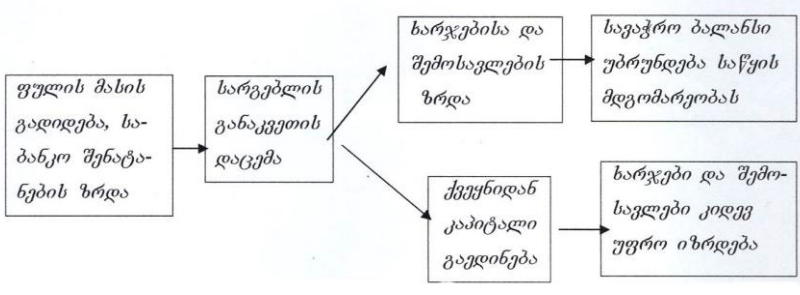 ფულის მასის
გადიდება, სა-
ბანკო შენატა-
ნების ზრდა
სარგებლის
განაკვეთის
დაცემა
ხარჯებისა და
შემოსავლების
ზრდა
სავაჭრო ბალანსი
უბრუნდება საწყის
მდგომარეობას
ქვეყნიდან
კაპიტალი
გაედინება
ხარჯები და შემო-
სავლები კიდევ
უფრო იზრდება